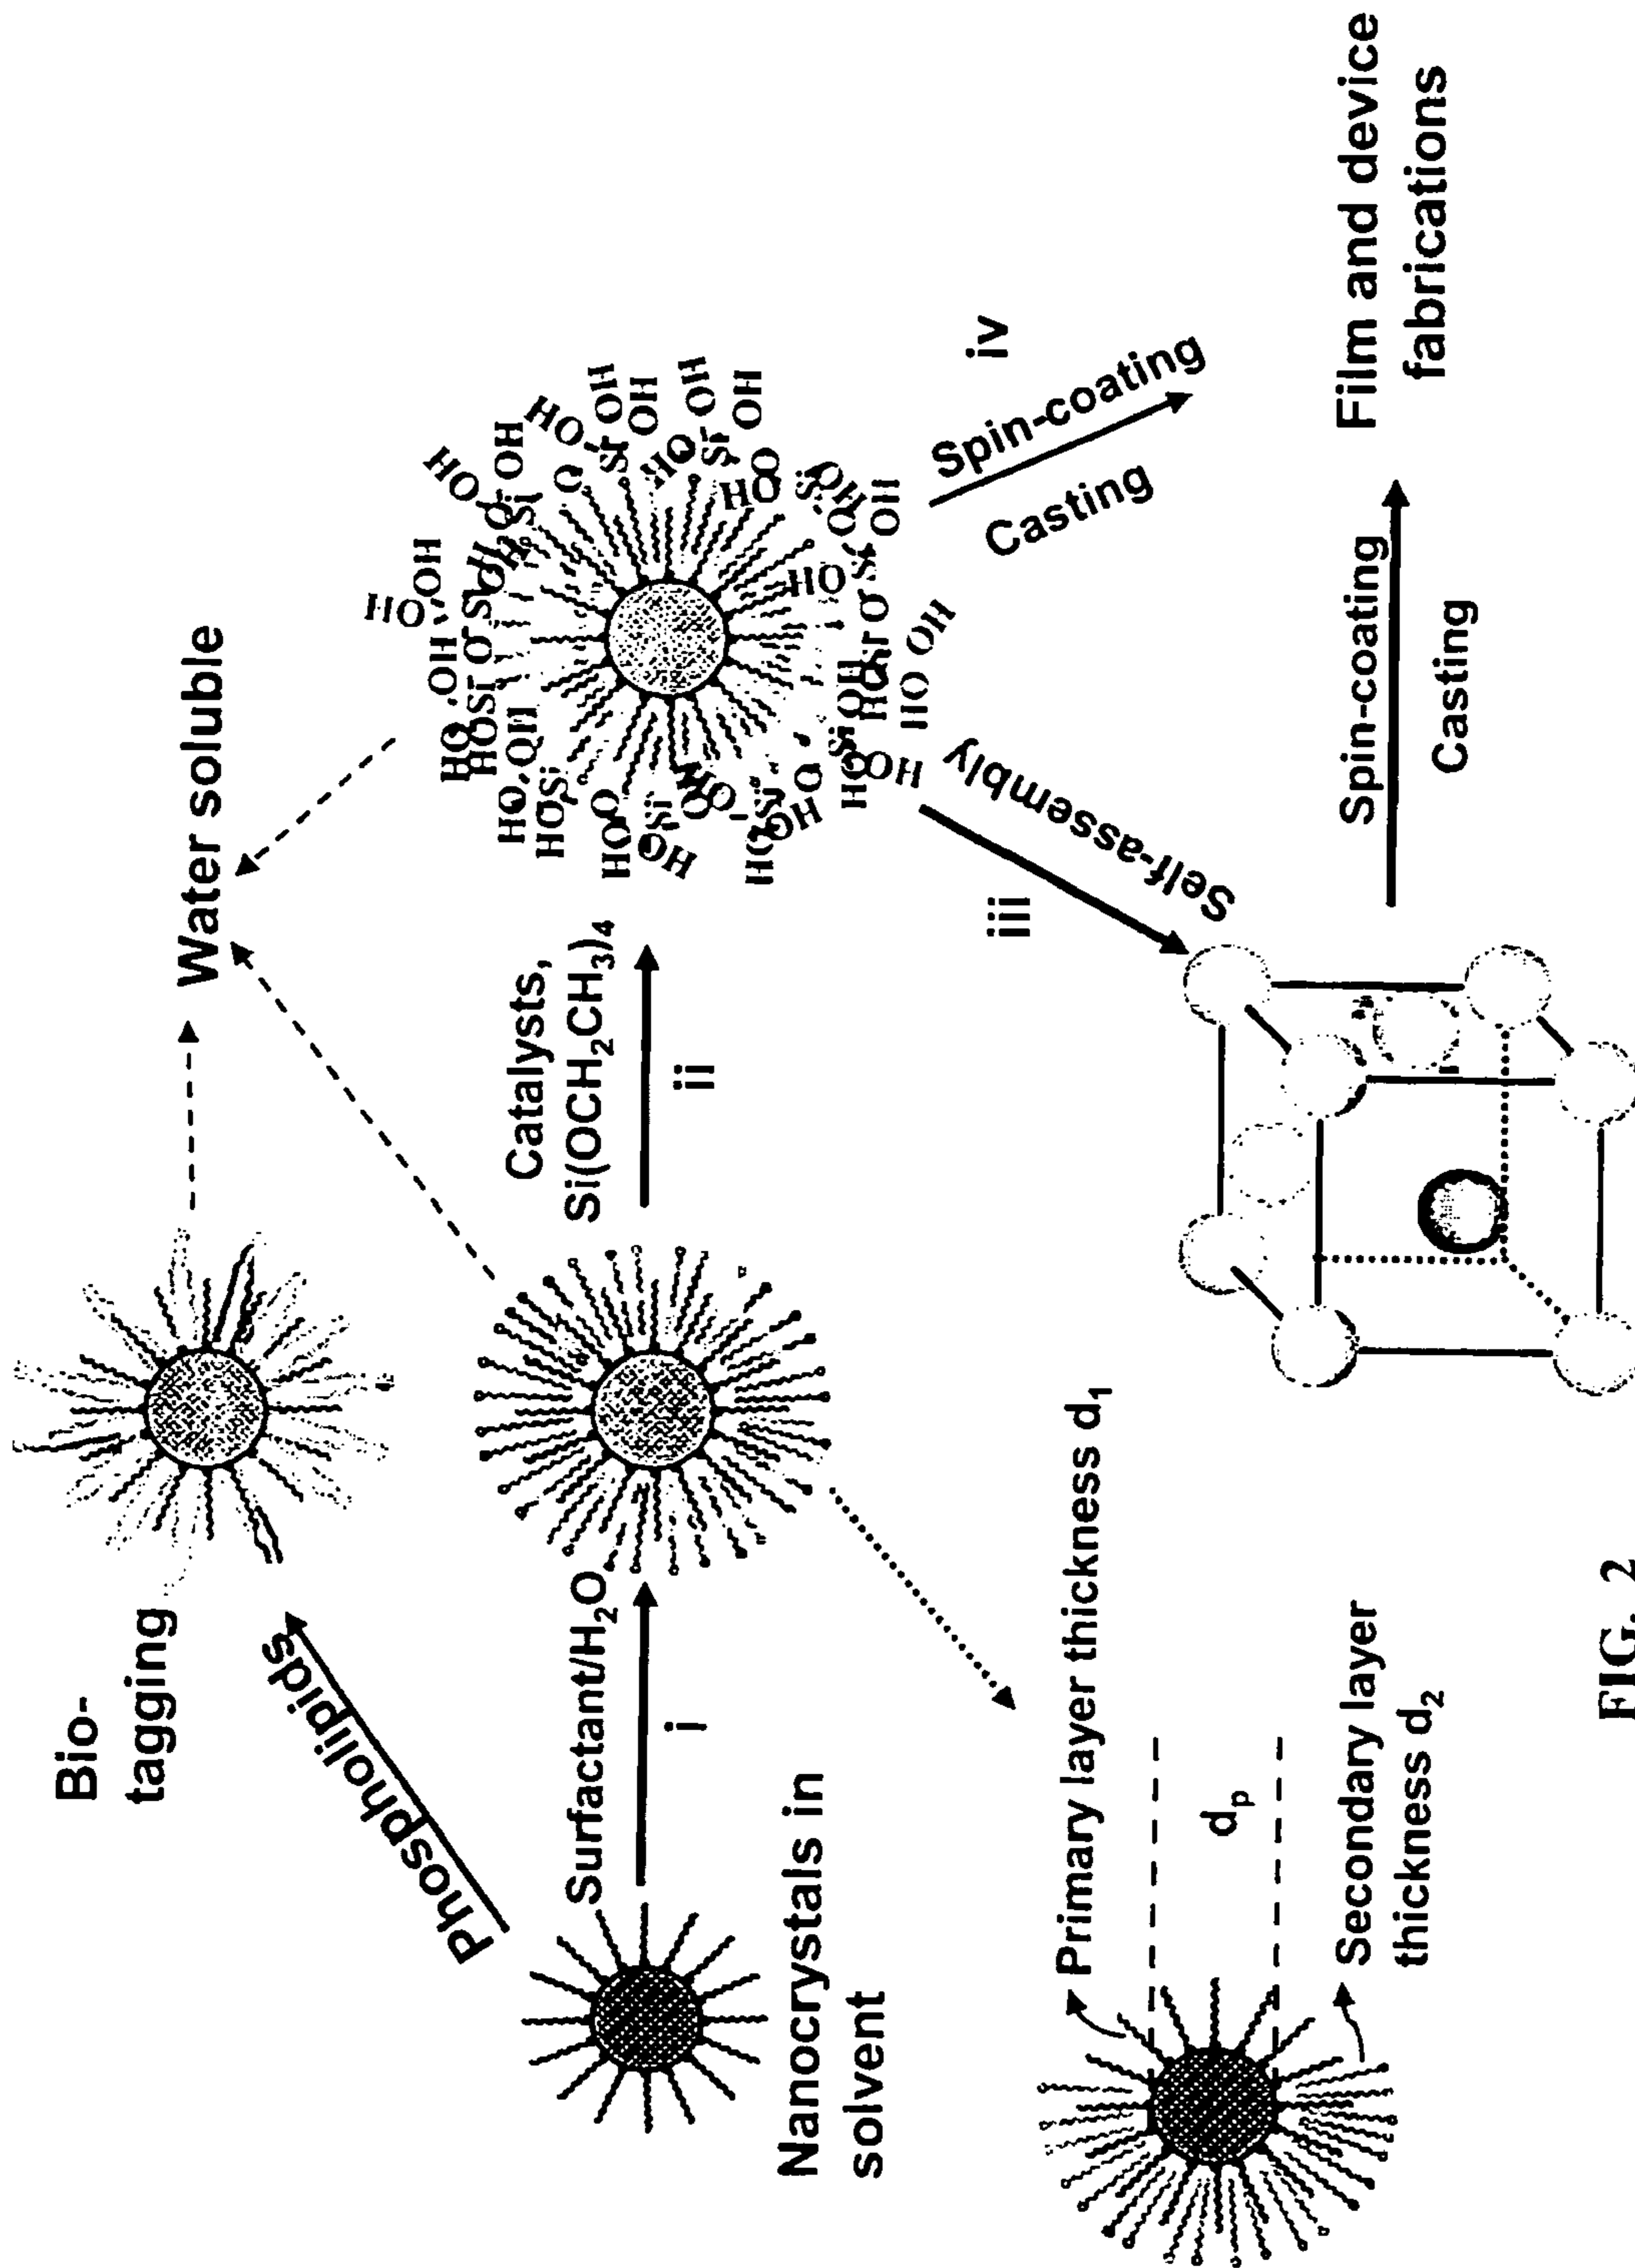 Bio-
tagging
Water soluble
Phospholipids
Surfactant/H₂O
i
Catalysts,
Si(OCH₂CH₃)₄
ii
Nanocrystals in
solvent
iii
Self-assembly
Spin-coating
iv
Casting
Primary layer thickness d₁
dₚ
Secondary layer
thickness d₂
Spin-coating
Casting
Film and device
fabrications
FIG. 2